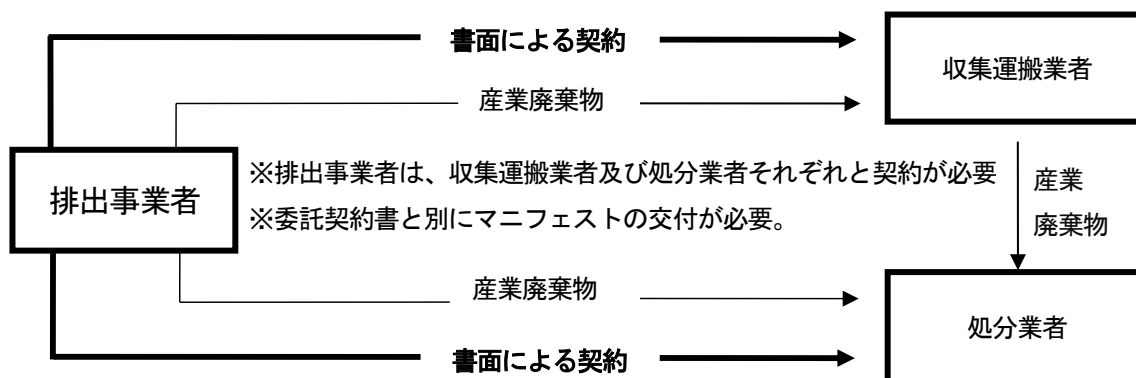 書面による契約
収集運搬業者
産業廃棄物
排出事業者
※排出事業者は、収集運搬業者及び処分業者それぞれと契約が必要
※委託契約書と別にマニフェストの交付が必要。
産業
廃棄物
産業廃棄物
処分業者
書面による契約